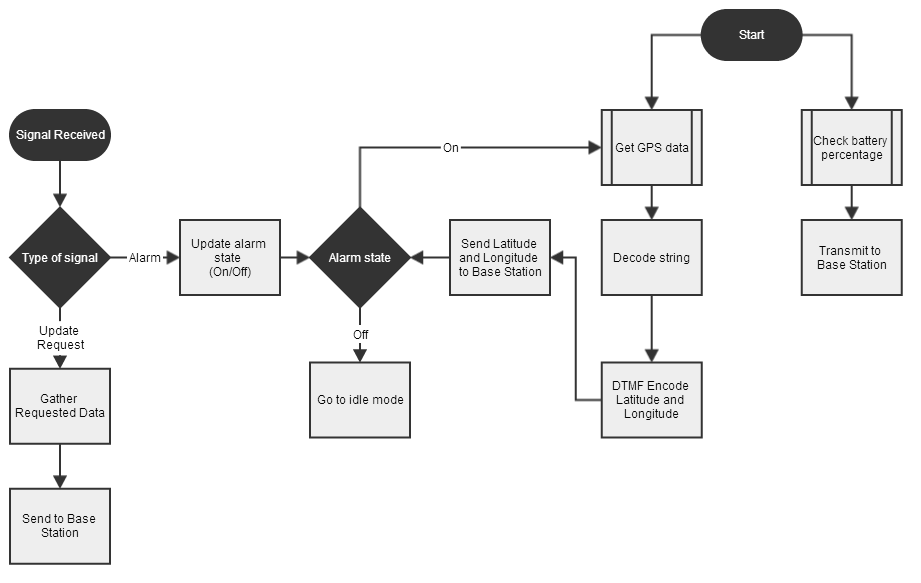 Start
Signal Received
On
Get GPS data
Check battery
percentage
Type of signal
Alarm
Update alarm
state
(On/Off)
Alarm state
Send Latitude
and Longitude
to Base Station
Decode string
Transmit to
Base Station
Update
Request
Off
Gather
Requested Data
Go to idle mode
DTMF Encode
Latitude and
Longitude
Send to Base
Station